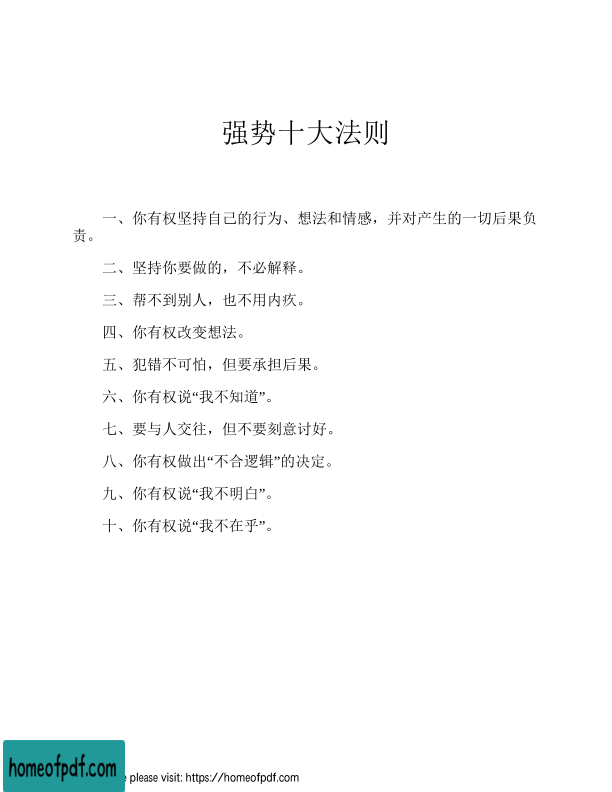 强势十大法则
一、你有权坚持自己的行为、想法和情感，并对产生的一切后果负
责。
二、坚持你要做的，不必解释。
三、帮不到别人，也不用内疚。
四、你有权改变想法。
五、犯错不可怕，但要承担后果。
六、你有权说“我不知道”。
七、要与人交往，但不要刻意讨好。
八、你有权做出“不合逻辑”的决定。
九、你有权说“我不明白”。
十、你有权说“我不在乎”。
homeofpdf.com
e please visit: https://homeofpdf.com